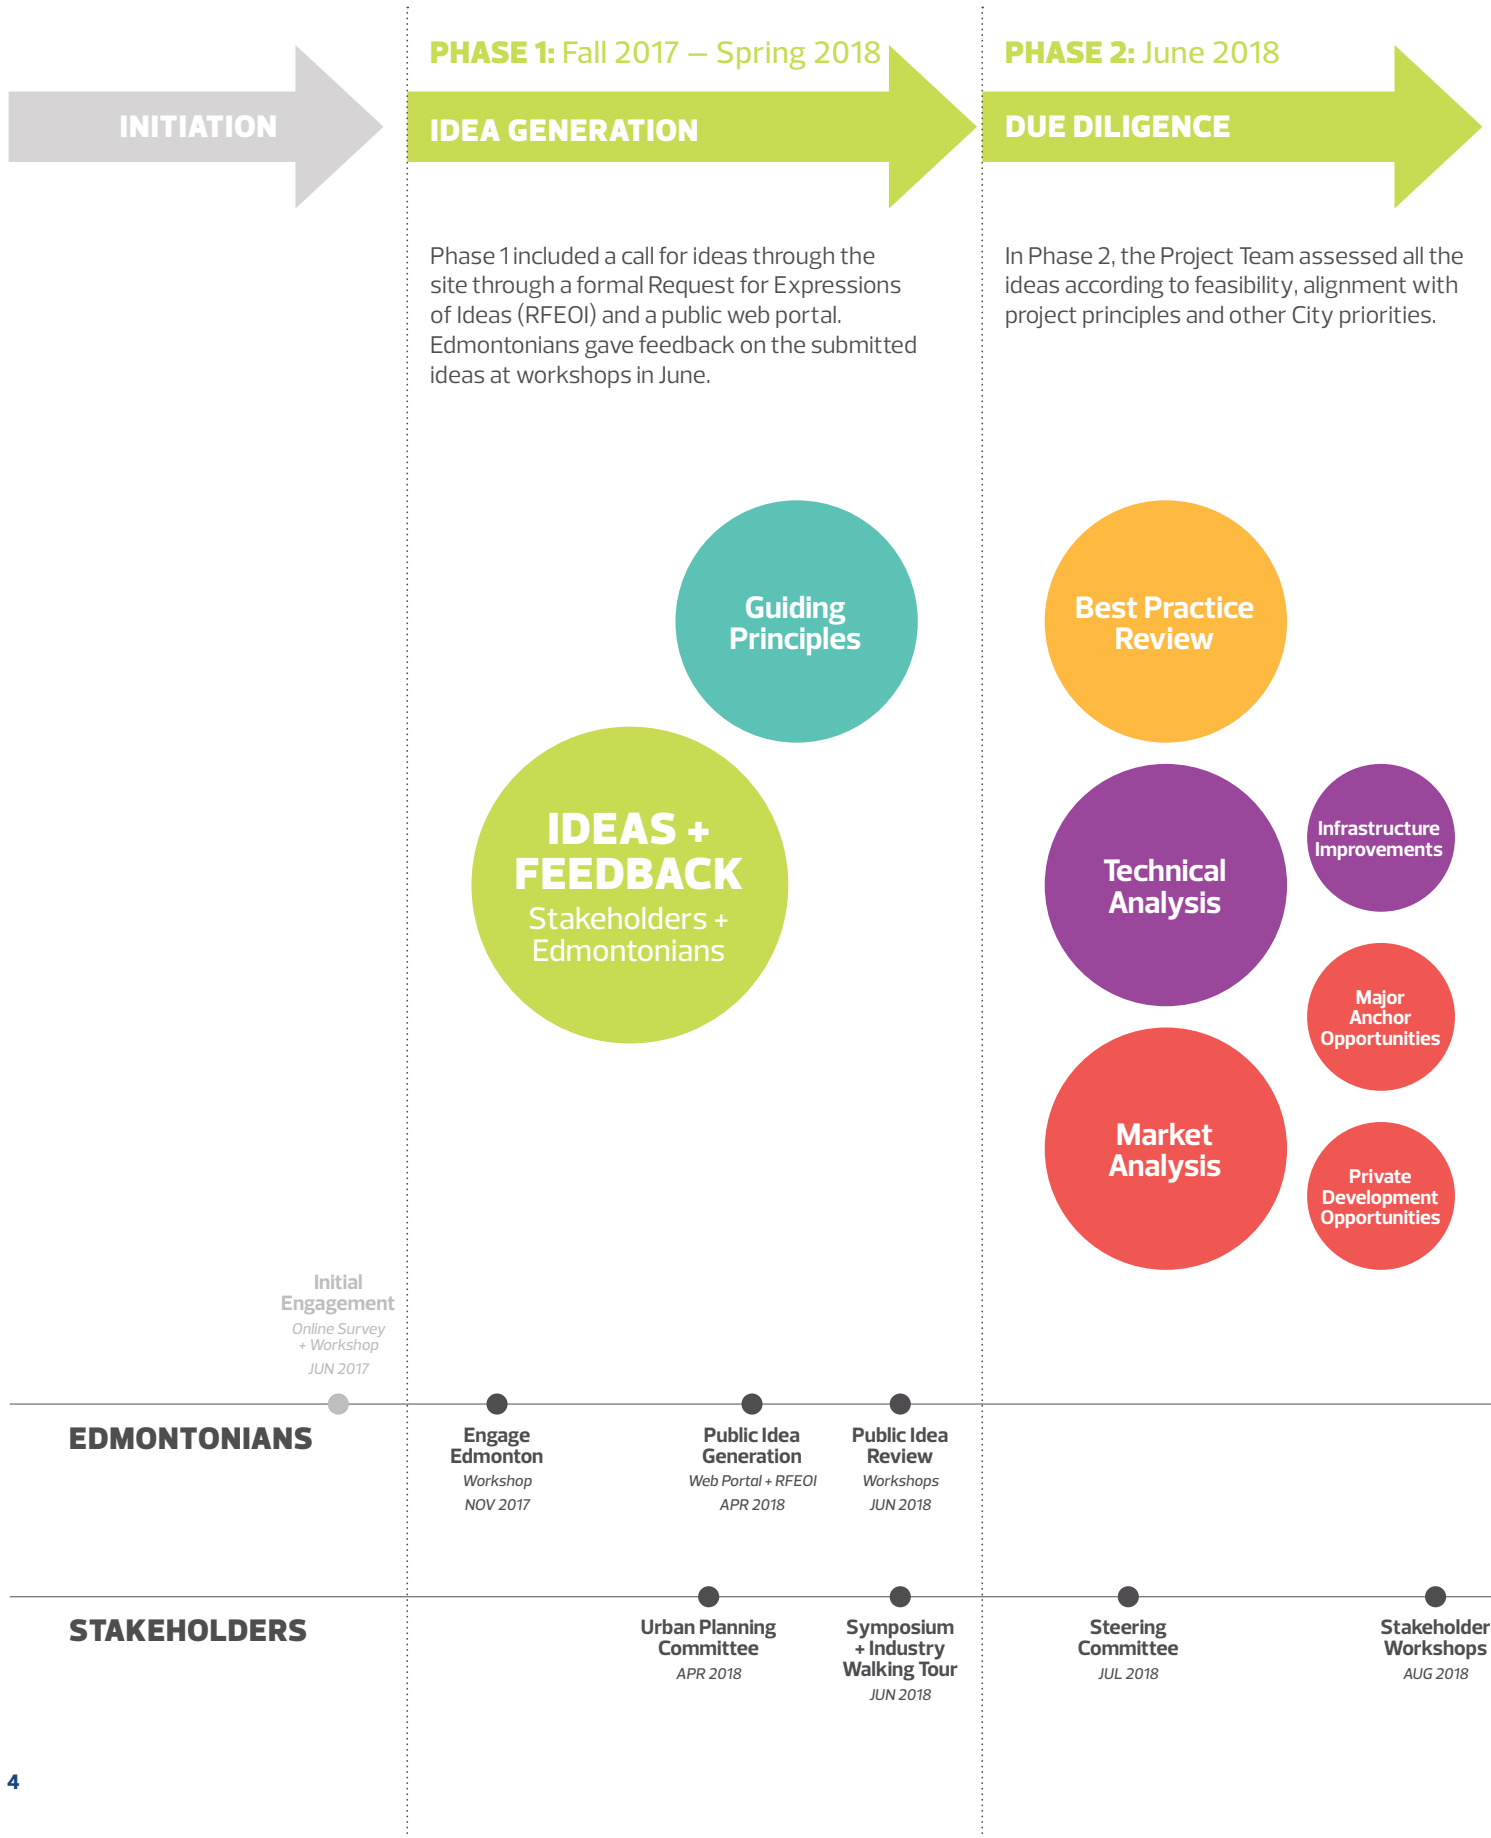 INITIATION
PHASE 1: Fall 2017 – Spring 2018
IDEA GENERATION
Phase 1 included a call for ideas through the
site through a formal Request for Expressions
of Ideas (RFEOI) and a public web portal.
Edmontonians gave feedback on the submitted
ideas at workshops in June.
PHASE 2: June 2018
DUE DILIGENCE
In Phase 2, the Project Team assessed all the
ideas according to feasibility, alignment with
project principles and other City priorities.
Guiding
Principles
IDEAS +
FEEDBACK
Stakeholders +
Edmontonians
Best Practice
Review
Technical
Analysis
Infrastructure
Improvements
Major
Anchor
Opportunities
Market
Analysis
Private
Development
Opportunities
Initial
Engagement
Online Survey
+ Workshop
JUN 2017
EDMONTONIANS
Engage
Edmonton
Workshop
NOV 2017
Public Idea
Generation
Web Portal + RFEOI
APR 2018
Public Idea
Review
Workshops
JUN 2018
STAKEHOLDERS
Urban Planning
Committee
APR 2018
Symposium
+ Industry
Walking Tour
JUN 2018
Steering
Committee
JUL 2018
Stakeholder
Workshops
AUG 2018
4